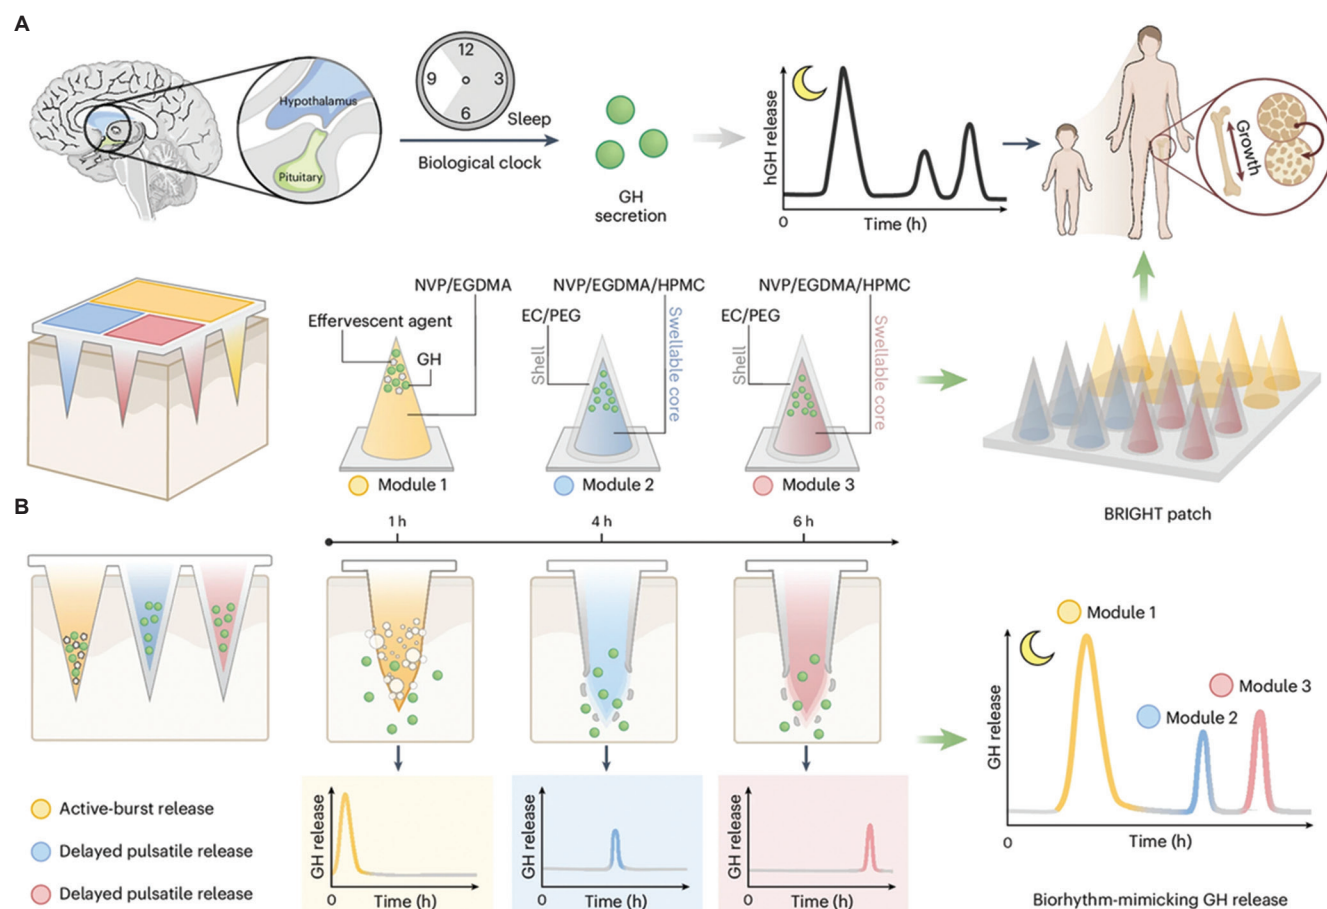 A
Hypothalamus
Pituitary
12
9
3
6
Sleep
Biological clock
GH
secretion
hGH release
0
Time (h)
Growth
NVP/EGDMA
Effervescent agent
GH
Module 1
NVP/EGDMA/HPMC
EC/PEG
Shell
Swellable core
Module 2
NVP/EGDMA/HPMC
EC/PEG
Shell
Swellable core
Module 3
BRIGHT patch
B
1 h
4 h
6 h
Active-burst release
Delayed pulsatile release
Delayed pulsatile release
GH release
0
Time (h)
GH release
0
Time (h)
GH release
0
Time (h)
Module 1
Module 2
Module 3
GH release
0
Time (h)
Biorhythm-mimicking GH release